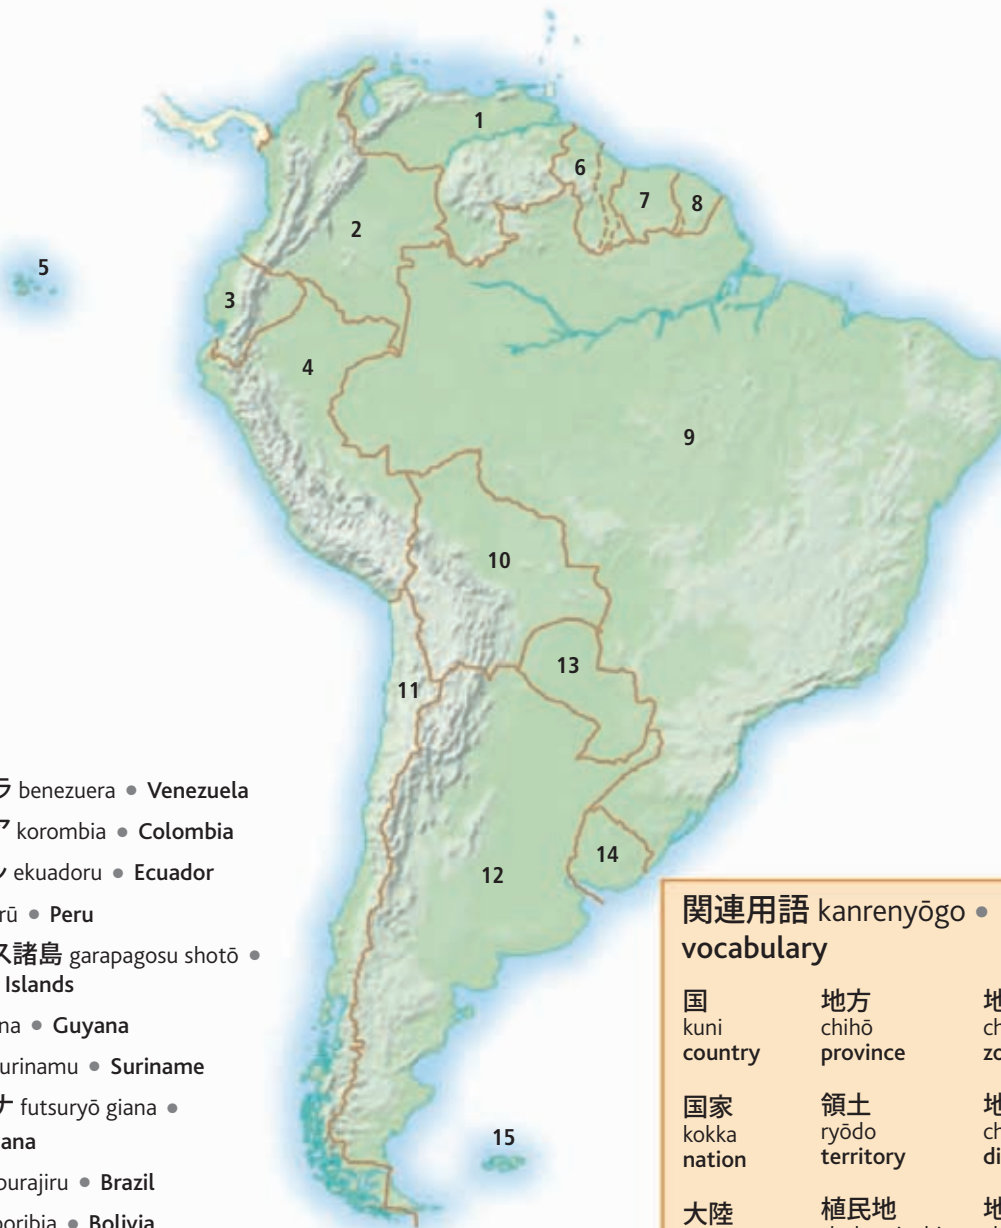 1
6
7
8
2
5
3
4
9
10
13
11
14
12
15
ラ benezuera ● Venezuela
ア korombia ● Colombia
ekuadoru ● Ecuador
rū ● Peru
ス諸島 garapagosu shotō ●
Islands
na ● Guyana
urinamu ● Suriname
ナ futsuryō giana ●
ana
burajiru ● Brazil
oribia ● Bolivia
関連用語 kanrenyōgo ●
vocabulary
国 地方 地
kuni chihō ch
country province zo
国家 領土 地
kokka ryōdo ch
nation territory di
大陸 植民地 地